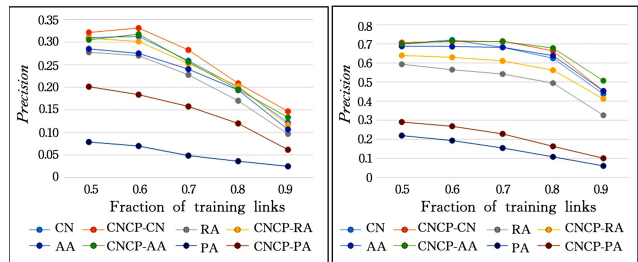 Precision
0.35
0.30
0.25
0.20
0.15
0.10
0.05
0
0.5 0.6 0.7 0.8 0.9
Fraction of training links
CN CNCP-CN RA CNCP-RA
AA CNCP-AA PA CNCP-PA
Precision
0.8
0.7
0.6
0.5
0.4
0.3
0.2
0.1
0
0.5 0.6 0.7 0.8 0.9
Fraction of training links
CN CNCP-CN RA CNCP-RA
AA CNCP-AA PA CNCP-PA